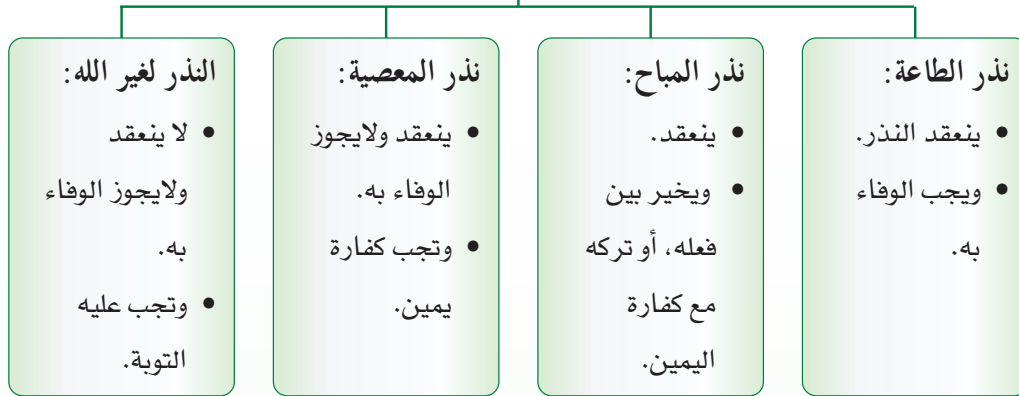 نذر الطاعة:
• ينعقد النذر.
• ويجب الوفاء
به.
نذر المباح:
• ينعقد.
• ويخير بين
فعله، أو تركه
مع كفارة
اليمين.
نذر المعصية:
• ينعقد ولايجوز
الوفاء به.
• وتجب كفارة
يمين.
النذر لغير الله:
• لا ينعقد
ولايجوز الوفاء
به.
• وتجب عليه
التوبة.